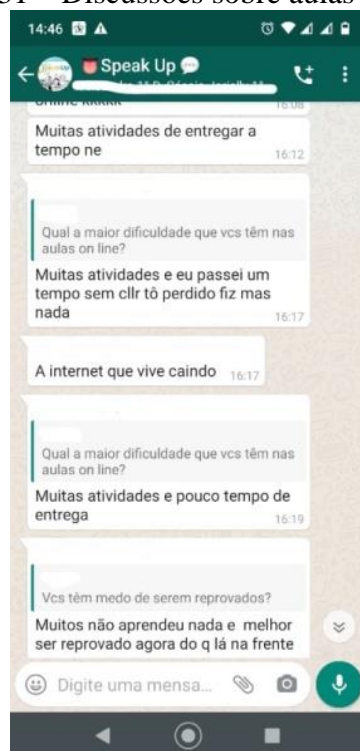 31 – Discussões sobre aulas
14:46
Speak Up
online kkkkk 16:08
Muitas atividades de entregar a
tempo ne 16:12
Qual a maior dificuldade que vcs têm nas
aulas on line?
Muitas atividades e eu passei um
tempo sem cllr tô perdido fiz mas
nada 16:17
A internet que vive caindo 16:17
Qual a maior dificuldade que vcs têm nas
aulas on line?
Muitas atividades e pouco tempo de
entrega 16:19
Vcs têm medo de serem reprovados?
Muitos não aprendeu nada e melhor
ser reprovado agora do q lá na frente
Digite uma mensa...